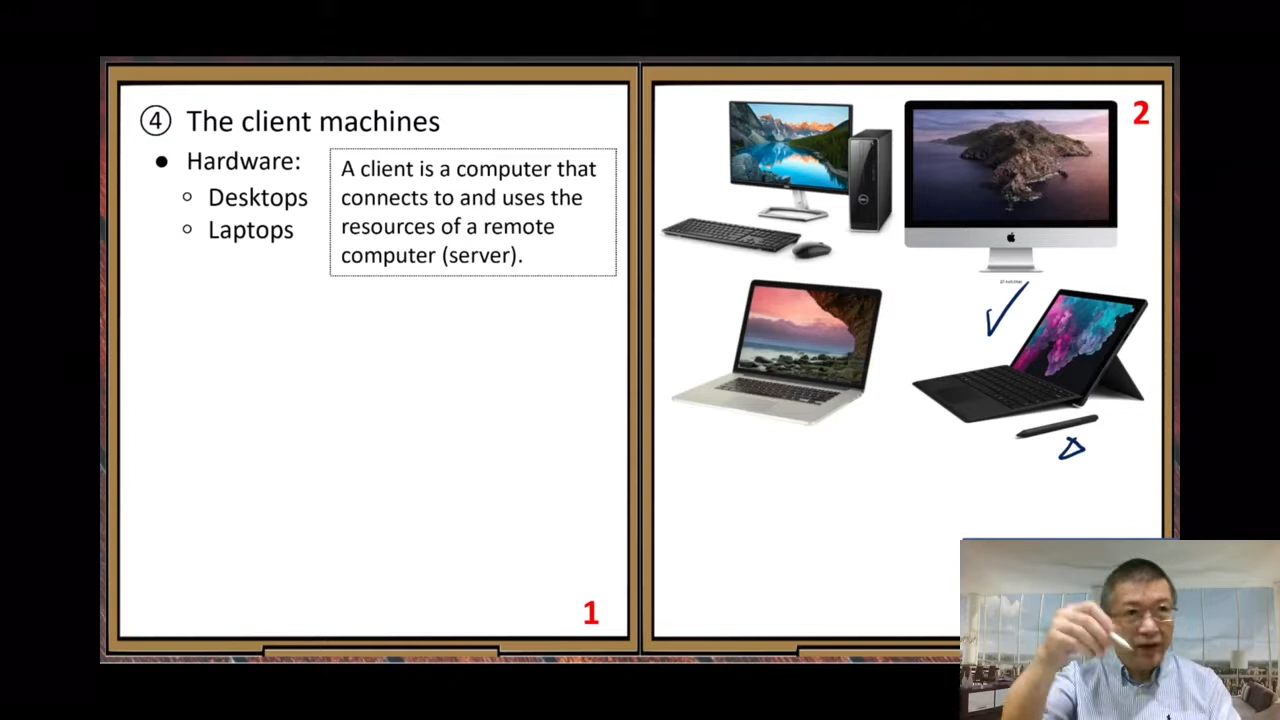 ④ The client machines
● Hardware:
○ Desktops
○ Laptops
A client is a computer that
connects to and uses the
resources of a remote
computer (server).
1
2
DELL